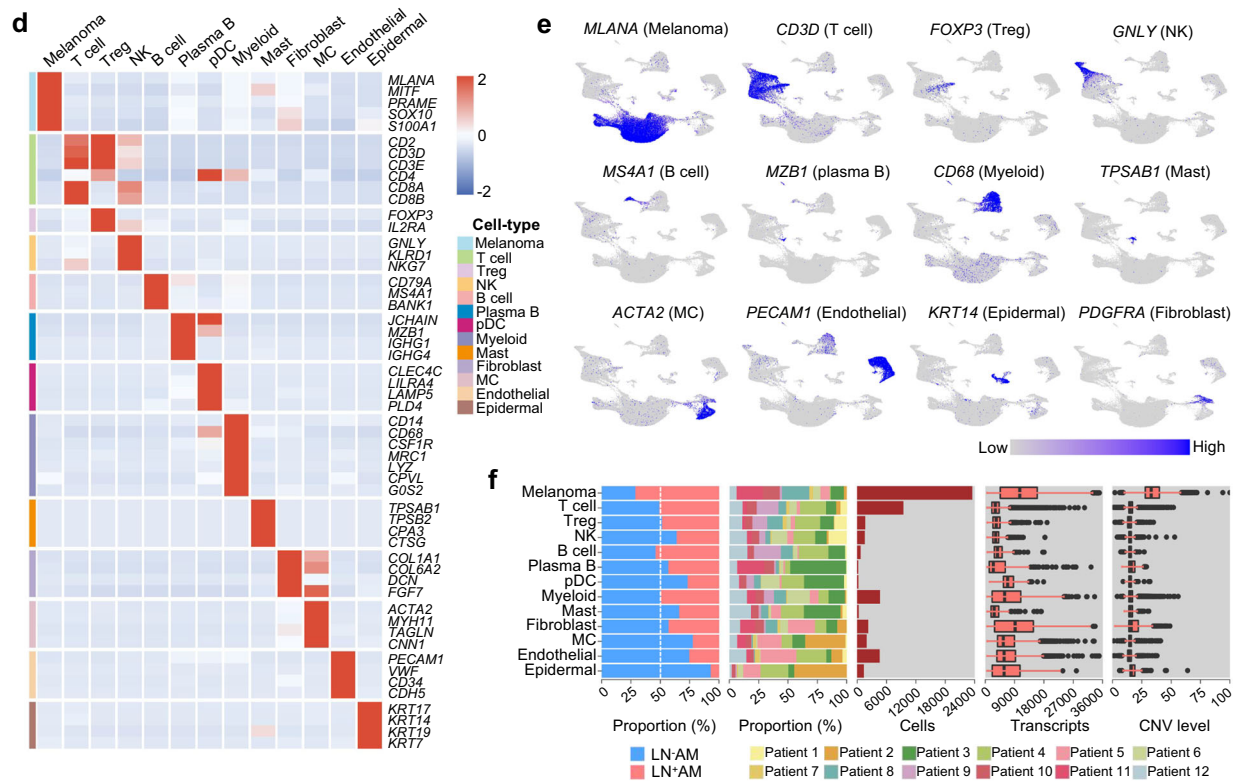 d
Melanoma
T cell
Treg
NK
B cell
Plasma B
pDC
Myeloid
Mast
Fibroblast
MC
Endothelial
Epidermal
MLANA
MITF
PRAME
SOX10
S100A1
CD2
CD3D
CD3E
CD4
CD8A
CD8B
FOXP3
IL2RA
GNLY
KLRD1
NKG7
CD79A
MS4A1
BANK1
JCHAIN
MZB1
IGHG1
IGHG4
CLEC4C
LILRA4
LAMP5
PLD4
CD14
CD68
CSF1R
MRC1
LYZ
CPVL
G0S2
TPSAB1
TPSB2
CPA3
CTSG
COL1A1
COL6A2
DCN
FGF7
ACTA2
MYH11
TAGLN
CNN1
PECAM1
VWF
CD34
CDH5
KRT17
KRT14
KRT19
KRT7
2
0
-2
Cell-type
Melanoma
T cell
Treg
NK
B cell
Plasma B
pDC
Myeloid
Mast
Fibroblast
MC
Endothelial
Epidermal
e
MLANA (Melanoma) CD3D (T cell) FOXP3 (Treg) GNLY (NK)
MS4A1 (B cell) MZB1 (plasma B) CD68 (Myeloid) TPSAB1 (Mast)
ACTA2 (MC) PECAM1 (Endothelial) KRT14 (Epidermal) PDGFRA (Fibroblast)
Low High
f
Melanoma
T cell
Treg
NK
B cell
Plasma B
pDC
Myeloid
Mast
Fibroblast
MC
Endothelial
Epidermal
0 25 50 75 100 0 25 50 75 100 0 6000 12000 18000 24000 0 9000 18000 27000 36000 0 25 50 75 100
Proportion (%) Proportion (%) Cells Transcripts CNV level
LN-AM Patient 1 Patient 2 Patient 3 Patient 4 Patient 5 Patient 6
LN+AM Patient 7 Patient 8 Patient 9 Patient 10 Patient 11 Patient 12